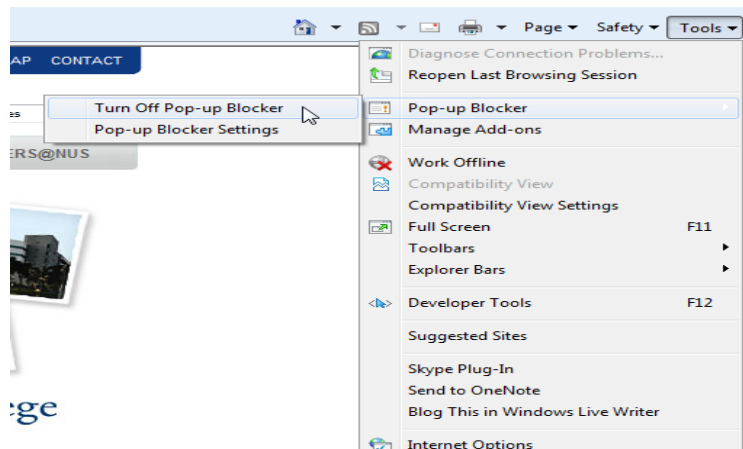 Page Safety Tools
AP CONTACT
Diagnose Connection Problems...
Reopen Last Browsing Session
es
Turn Off Pop-up Blocker
Pop-up Blocker
Pop-up Blocker Settings
Manage Add-ons
ERS@NUS
Work Offline
Compatibility View
Compatibility View Settings
Full Screen F11
Toolbars
Explorer Bars
Developer Tools F12
Suggested Sites
Skype Plug-In
Send to OneNote
ege
Blog This in Windows Live Writer
Internet Options